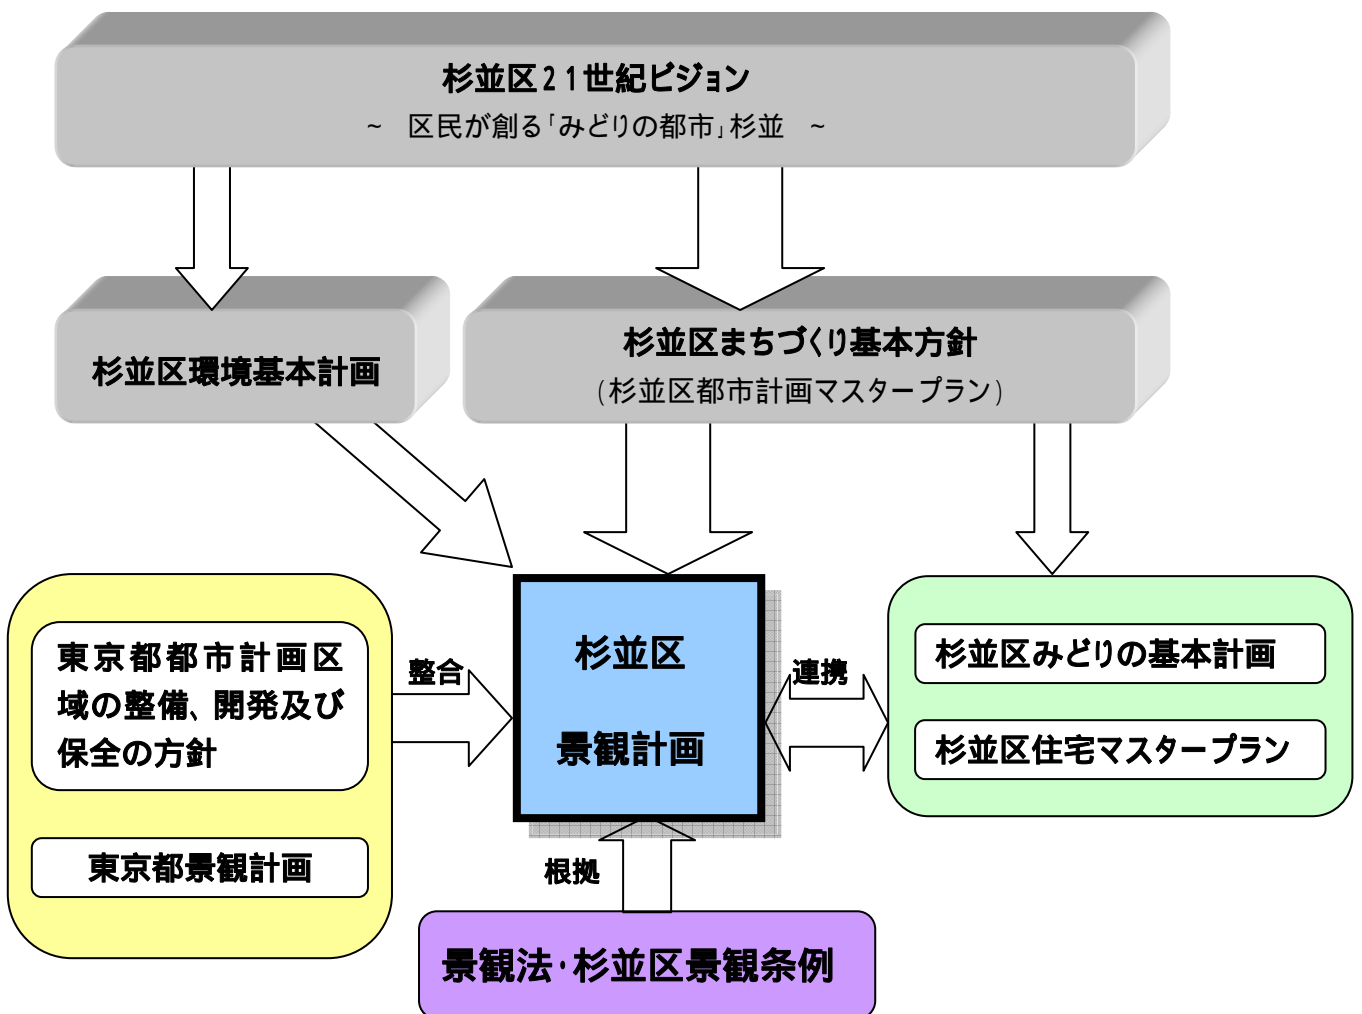 杉並区21世紀ビジョン
～ 区民が創る「みどりの都市」杉並 ～
杉並区環境基本計画
杉並区まちづくり基本方針
(杉並区都市計画マスタープラン)
東京都都市計画区
域の整備、開発及び
保全の方針
東京都景観計画
整合
杉並区
景観計画
連携
杉並区みどりの基本計画
杉並区住宅マスタープラン
根拠
景観法・杉並区景観条例